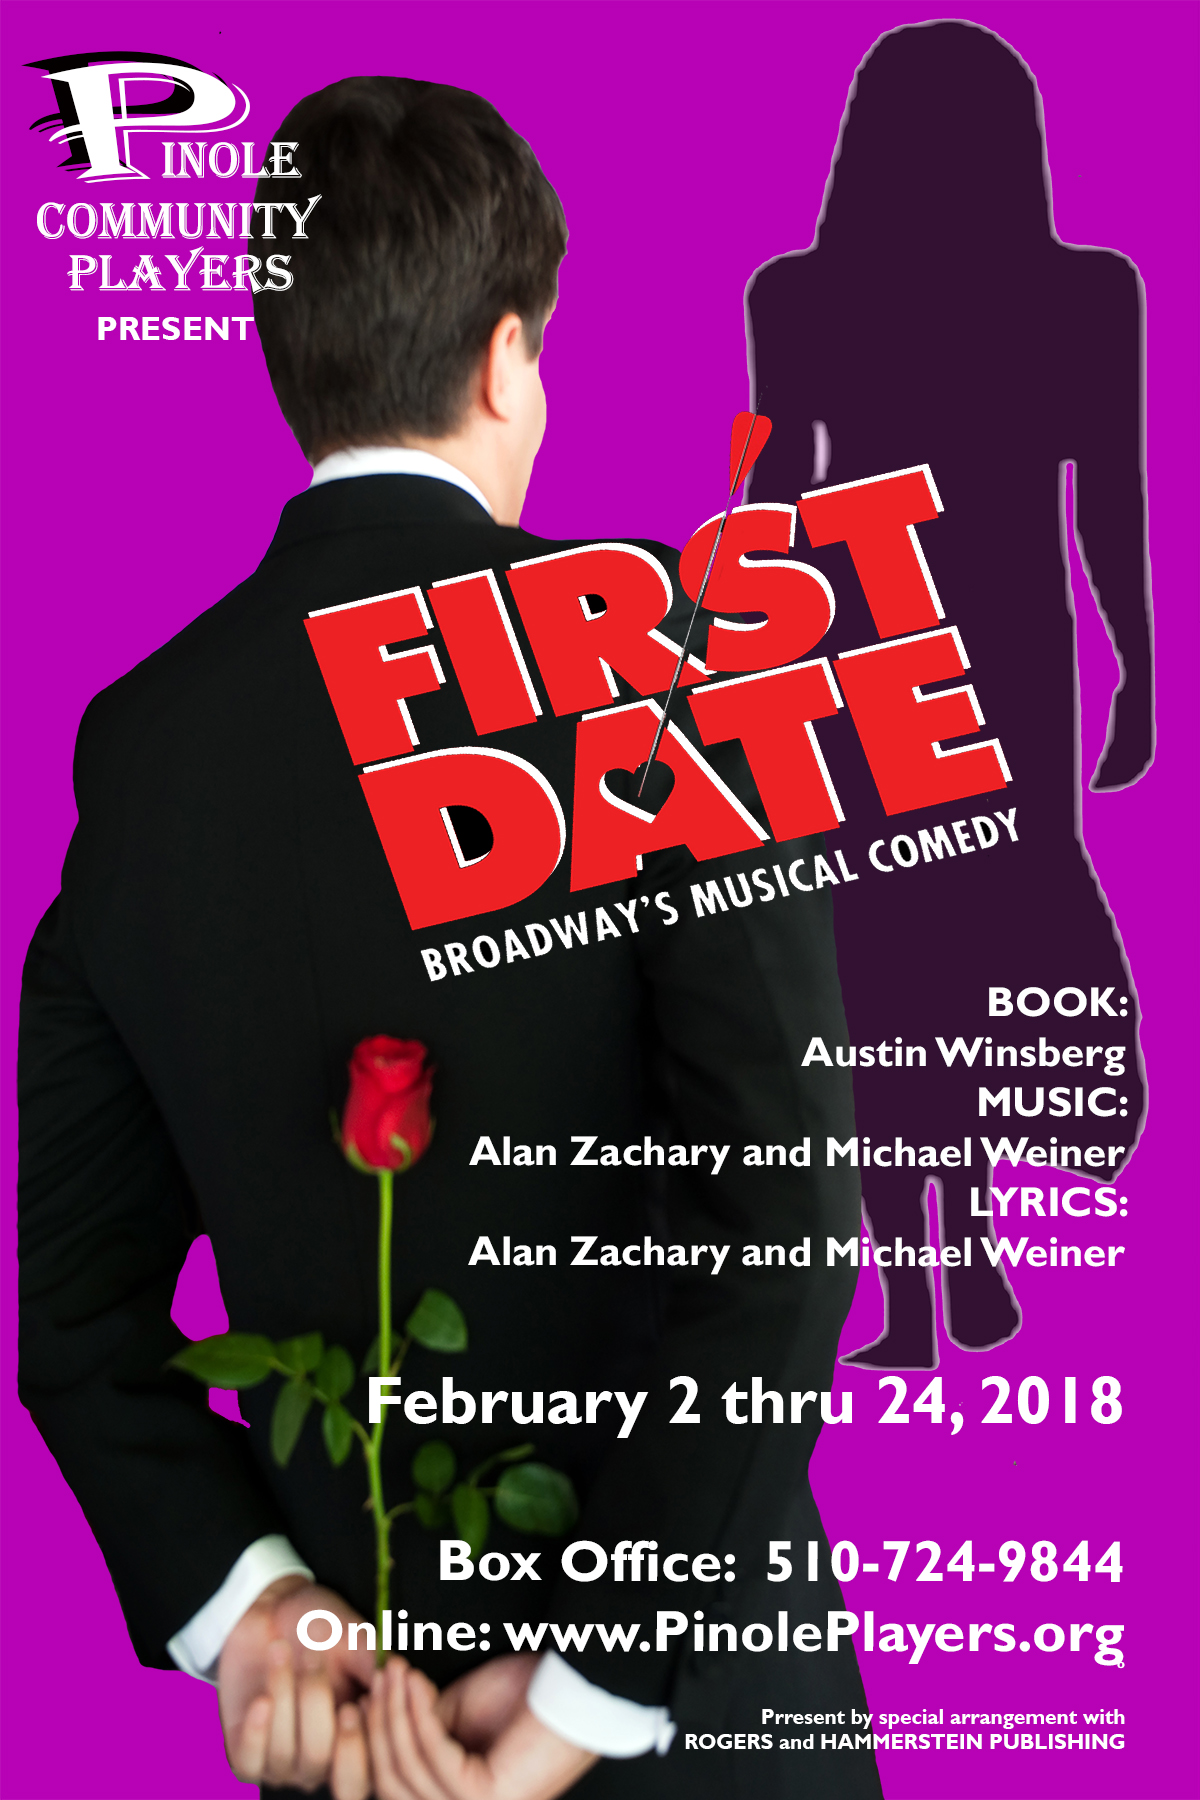 PINOLE
COMMUNITY
PLAYERS
PRESENT
FIRST
DATE
BROADWAY'S MUSICAL COMEDY
BOOK:
Austin Winsberg
MUSIC:
Alan Zachary and Michael Weiner
LYRICS:
Alan Zachary and Michael Weiner
February 2 thru 24, 2018
Box Office: 510-724-9844
Online: www.PinolePlayers.org
Prresent by special arrangement with
ROGERS and HAMMERSTEIN PUBLISHING